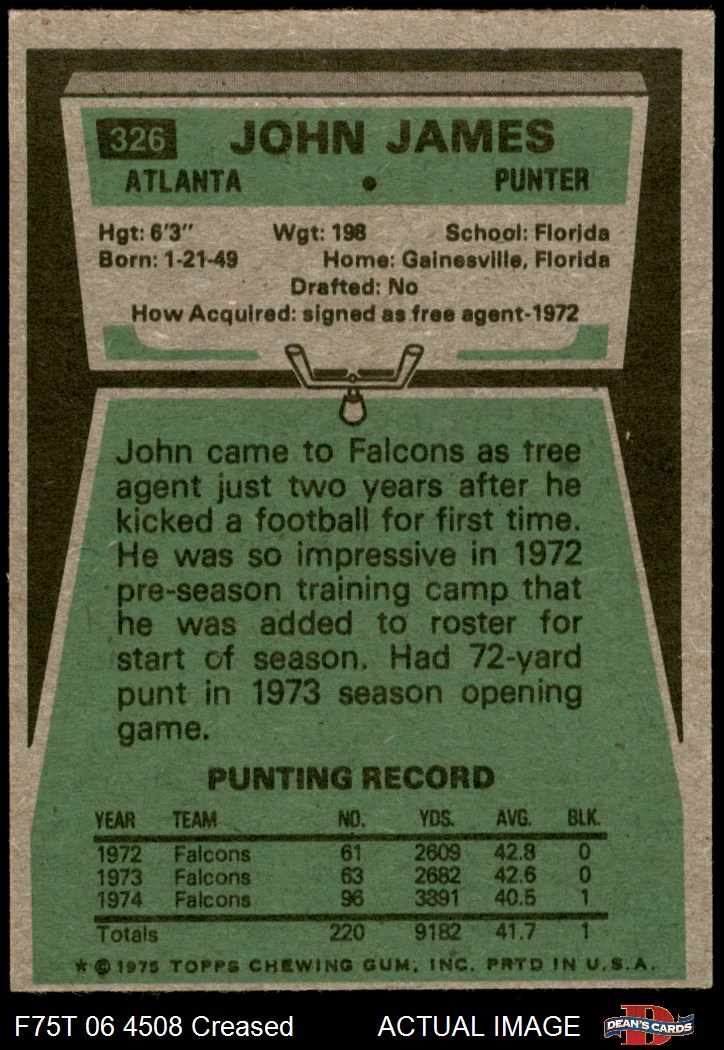 326 JOHN JAMES
ATLANTA • PUNTER
Hgt: 6'3" Wgt: 198 School: Florida
Born: 1-21-49 Home: Gainesville, Florida
Drafted: No
How Acquired: signed as free agent-1972
John came to Falcons as free
agent just two years after he
kicked a football for first time.
He was so impressive in 1972
pre-season training camp that
he was added to roster for
start of season. Had 72-yard
punt in 1973 season opening
game.
PUNTING RECORD
YEAR TEAM NO. YDS. AVG. BLK.
1972 Falcons 61 2609 42.8 0
1973 Falcons 63 2682 42.6 0
1974 Falcons 96 3891 40.5 1
Totals 220 9182 41.7 1
* © 1975 TOPPS CHEWING GUM, INC. PRTD IN U.S.A.
F75T 06 4508 Creased ACTUAL IMAGE D DEAN'S CARDS